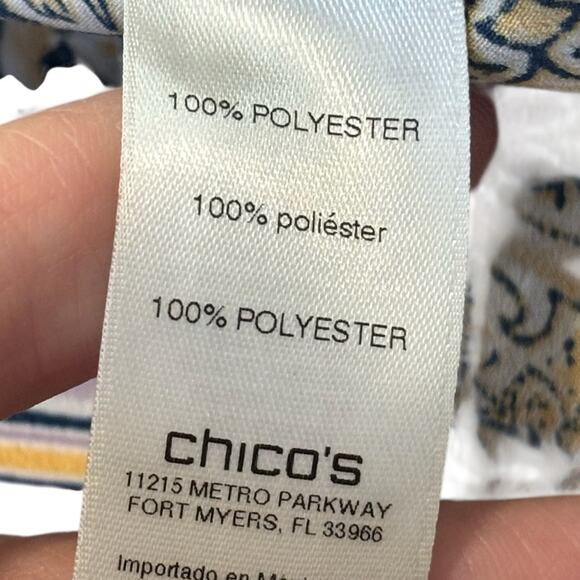 100% POLYESTER
100% poliéster
100% POLYESTER
chico's
11215 METRO PARKWAY
FORT MYERS, FL 33966
Importado en